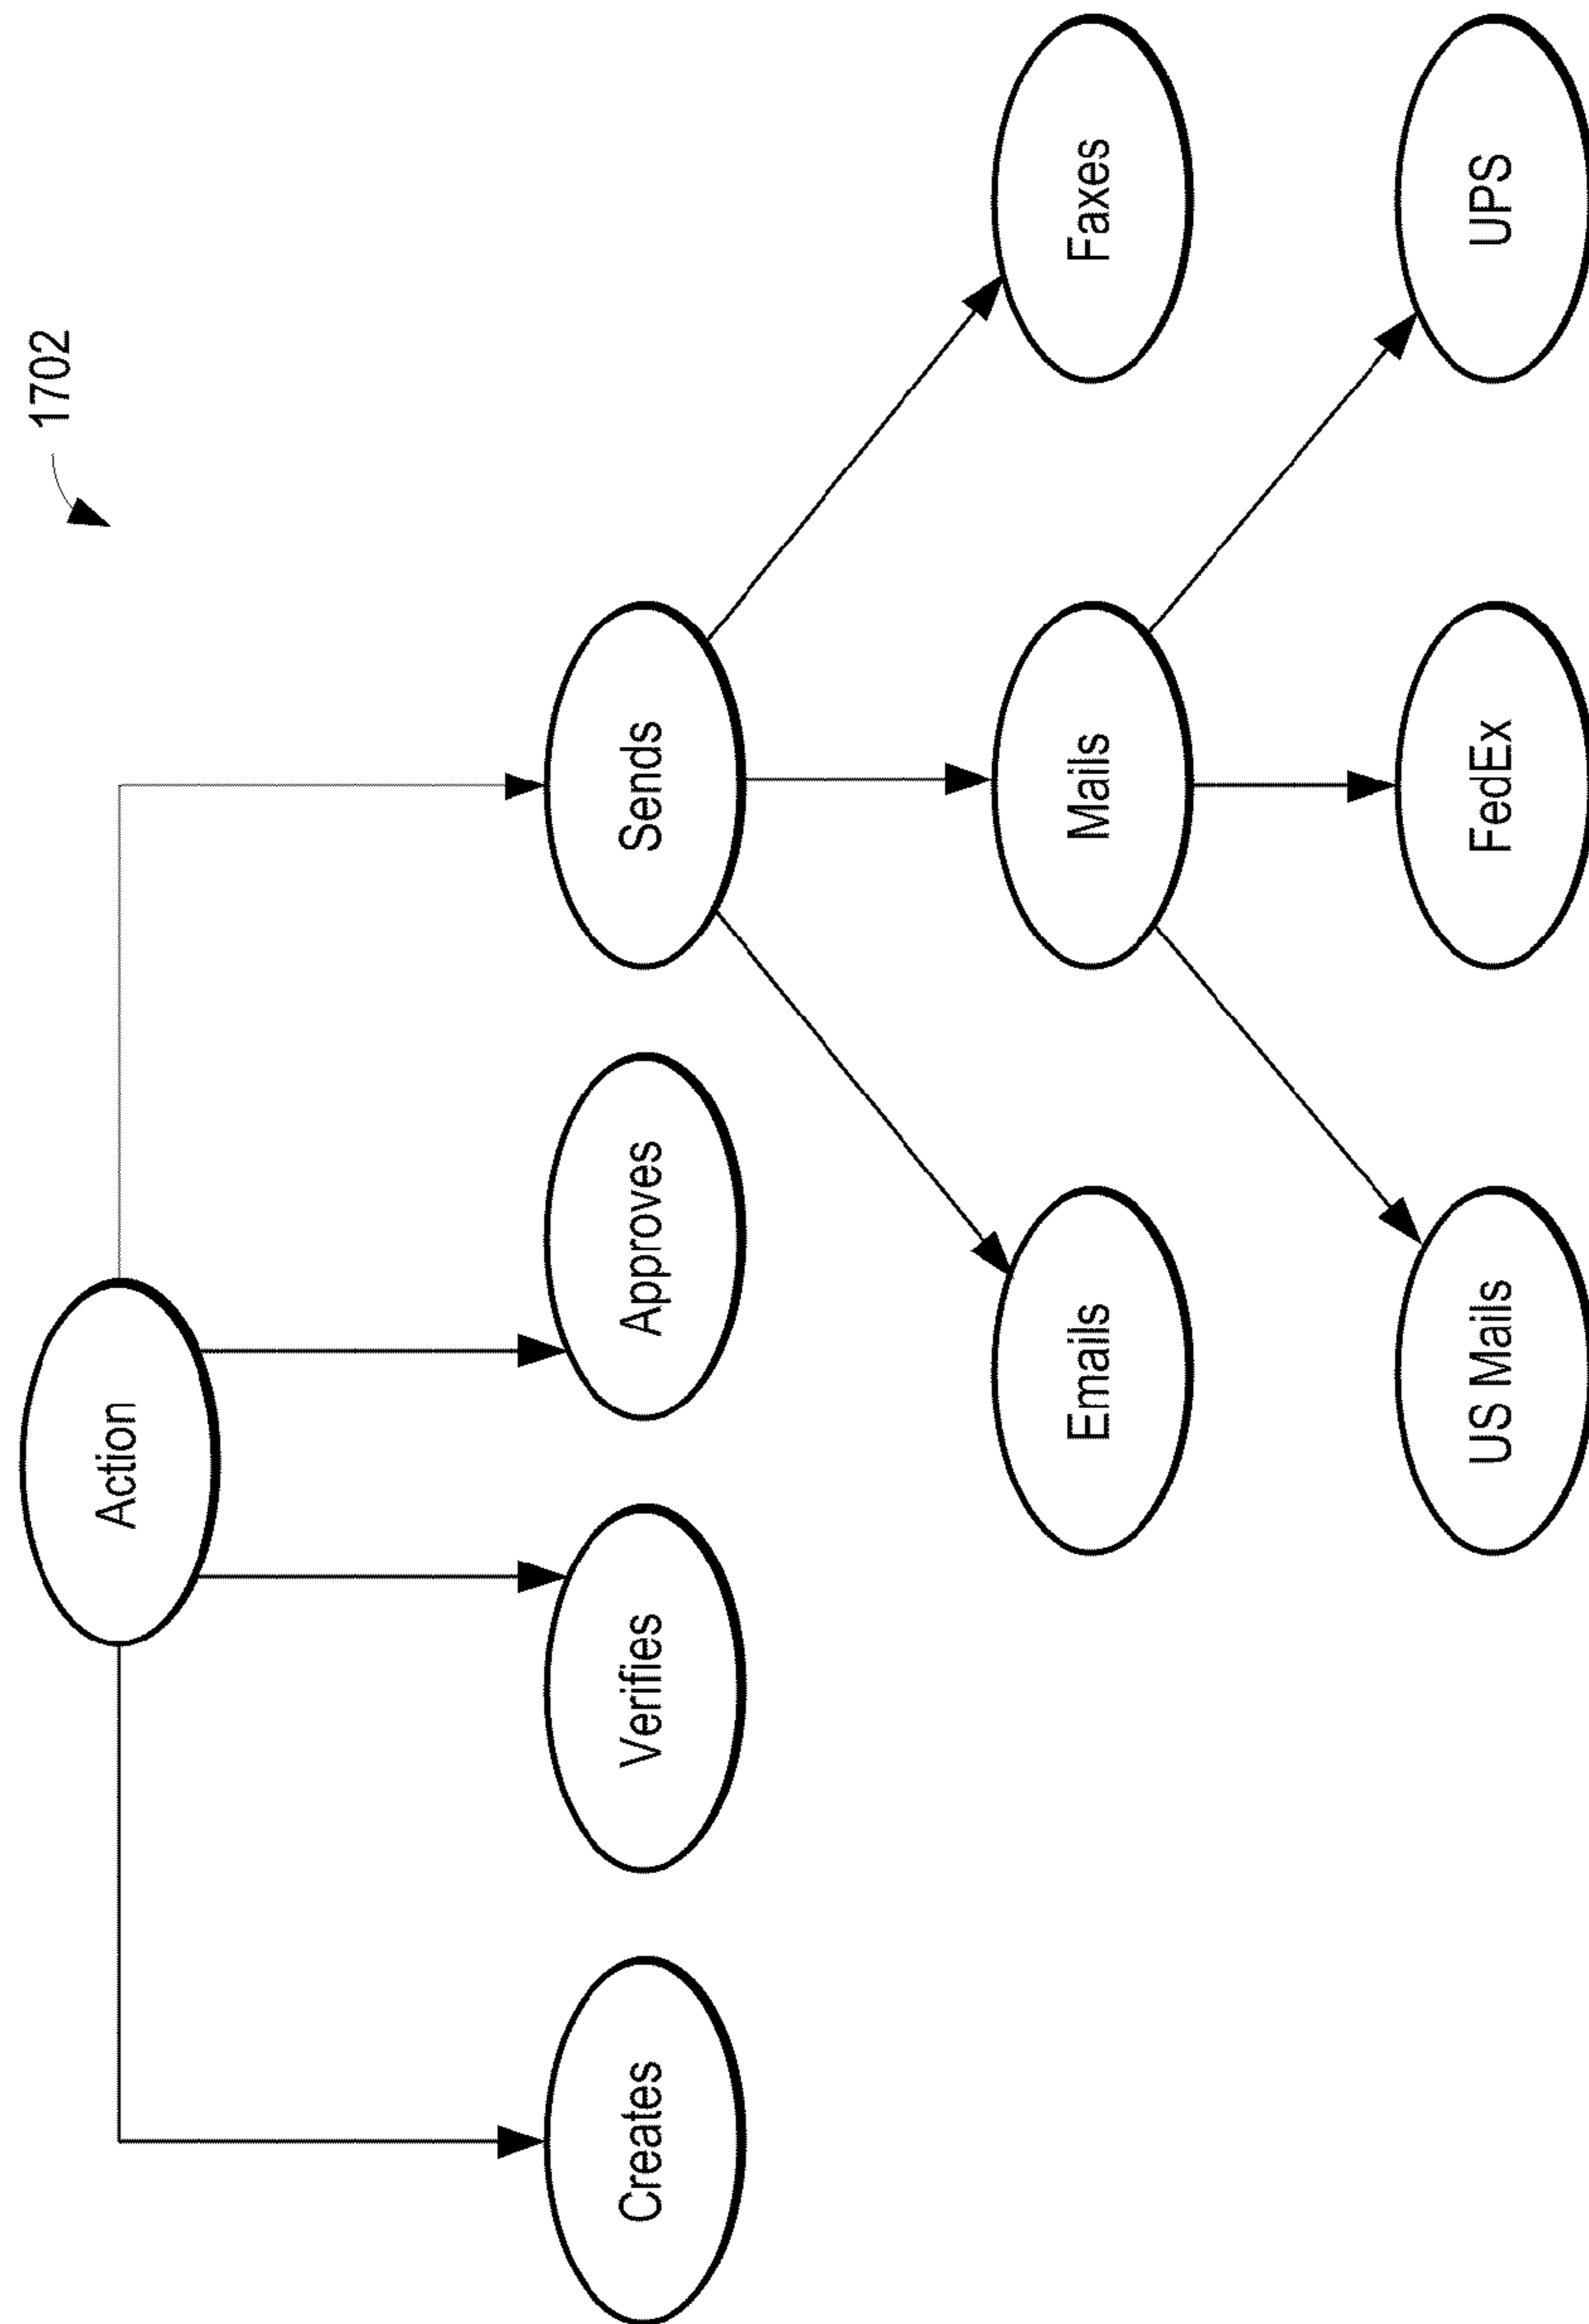 1702
Action
Creates
Verifies
Approves
Sends
Emails
Mails
Faxes
US Mails
FedEx
UPS